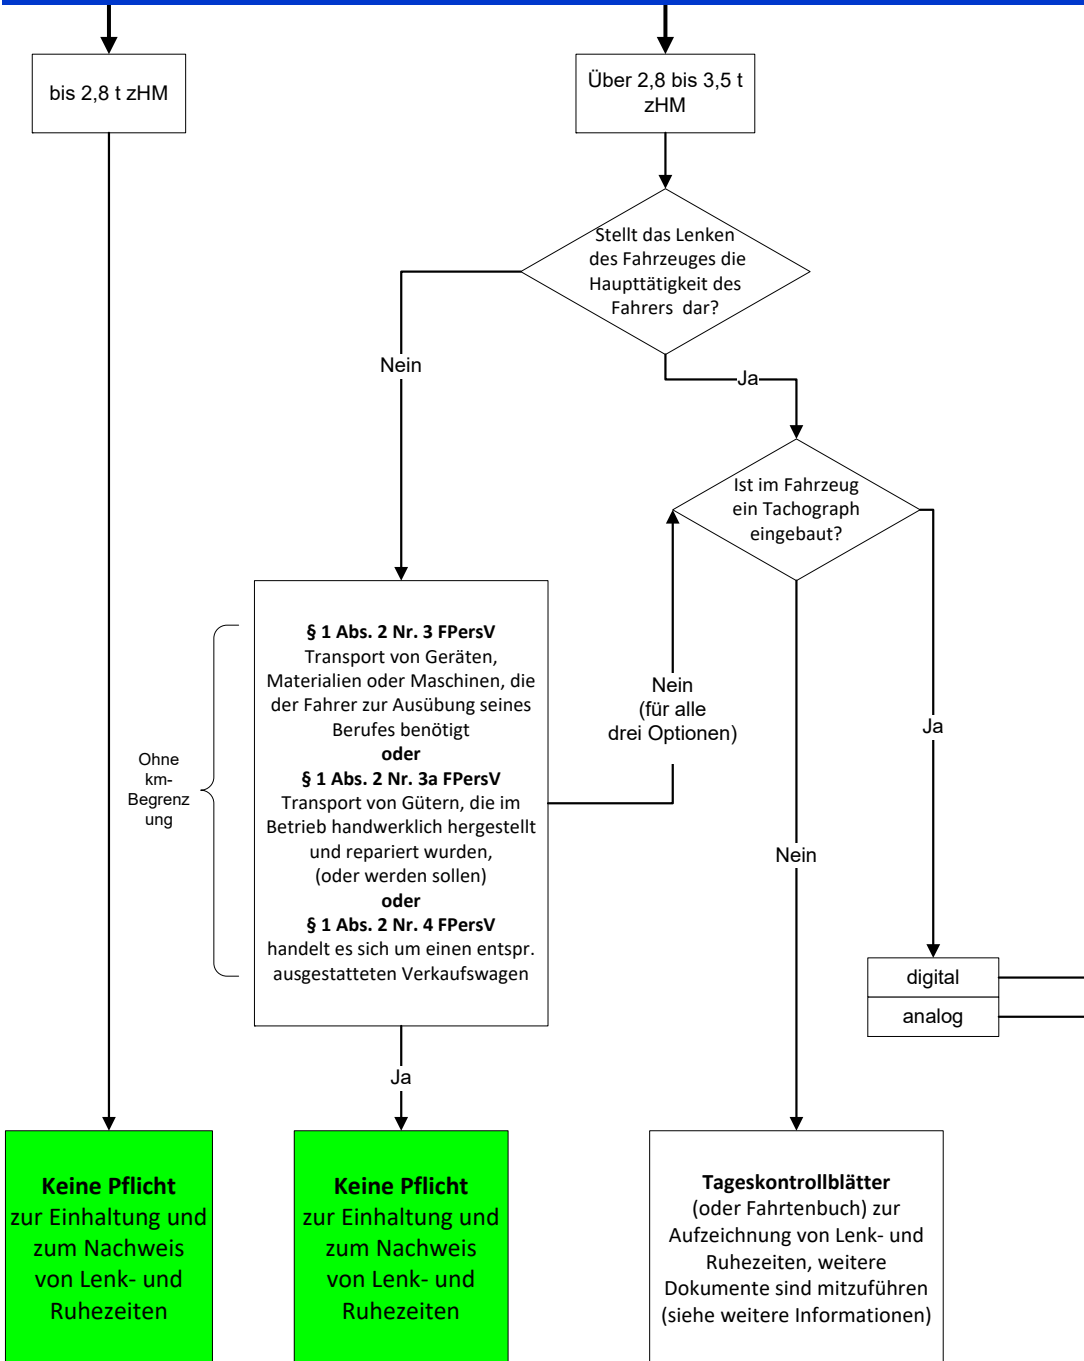 bis 2,8 t zHM
Über 2,8 bis 3,5 t
zHM
Stellt das Lenken
des Fahrzeuges die
Haupttätigkeit des
Fahrers dar?
Nein
Ja
Ist im Fahrzeug
ein Tachograph
eingebaut?
§ 1 Abs. 2 Nr. 3 FPersV
Transport von Geräten,
Materialien oder Maschinen, die
der Fahrer zur Ausübung seines
Berufes benötigt
oder
§ 1 Abs. 2 Nr. 3a FPersV
Transport von Gütern, die im
Betrieb handwerklich hergestellt
und repariert wurden,
(oder werden sollen)
oder
§ 1 Abs. 2 Nr. 4 FPersV
handelt es sich um einen entspr.
ausgestatteten Verkaufswagen
Ohne
km-
Begrenz
ung
Nein
(für alle
drei Optionen)
Ja
Nein
digital
analog
Ja
Keine Pflicht
zur Einhaltung und
zum Nachweis
von Lenk- und
Ruhezeiten
Keine Pflicht
zur Einhaltung und
zum Nachweis
von Lenk- und
Ruhezeiten
Tageskontrollblätter
(oder Fahrtenbuch) zur
Aufzeichnung von Lenk- und
Ruhezeiten, weitere
Dokumente sind mitzuführen
(siehe weitere Informationen)